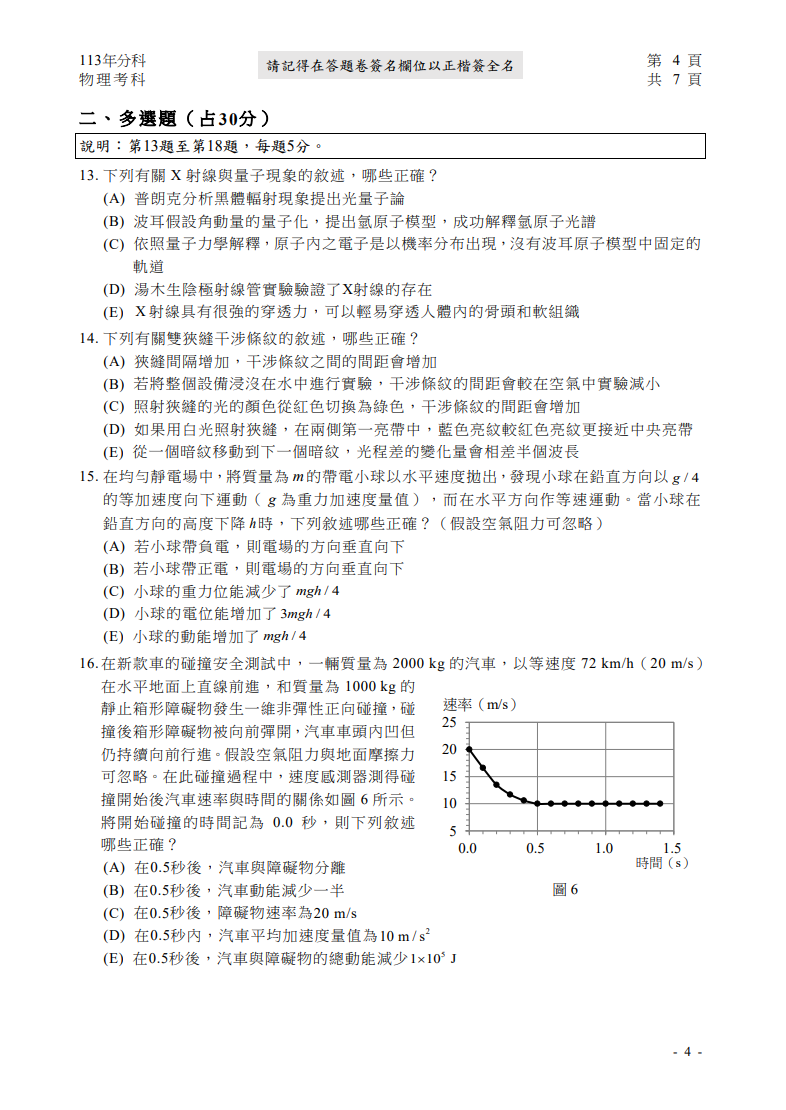 113年分科
物理考科
請記得在答題卷簽名欄位以正楷簽全名
第 4 頁
共 7 頁
二、多選題（占30分）
說明：第13題至第18題，每題5分。
13. 下列有關 X 射線與量子現象的敘述，哪些正確？
(A) 普朗克分析黑體輻射現象提出光量子論
(B) 波耳假設角動量的量子化，提出氫原子模型，成功解釋氫原子光譜
(C) 依照量子力學解釋，原子內之電子是以機率分布出現，沒有波耳原子模型中固定的
軌道
(D) 湯木生陰極射線管實驗驗證了X射線的存在
(E) X射線具有很強的穿透力，可以輕易穿透人體內的骨頭和軟組織
14. 下列有關雙狹縫干涉條紋的敘述，哪些正確？
(A) 狹縫間隔增加，干涉條紋之間的間距會增加
(B) 若將整個設備浸沒在水中進行實驗，干涉條紋的間距會較在空氣中實驗減小
(C) 照射狹縫的光的顏色從紅色切換為綠色，干涉條紋的間距會增加
(D) 如果用白光照射狹縫，在兩側第一亮帶中，藍色亮紋較紅色亮紋更接近中央亮帶
(E) 從一個暗紋移動到下一個暗紋，光程差的變化量會相差半個波長
15. 在均勻靜電場中，將質量為 m 的帶電小球以水平速度拋出，發現小球在鉛直方向以 g / 4
的等加速度向下運動（ g 為重力加速度量值），而在水平方向作等速運動。當小球在
鉛直方向的高度下降 h 時，下列敘述哪些正確？（假設空氣阻力可忽略）
(A) 若小球帶負電，則電場的方向垂直向下
(B) 若小球帶正電，則電場的方向垂直向下
(C) 小球的重力位能減少了 mgh / 4
(D) 小球的電位能增加了 3mgh / 4
(E) 小球的動能增加了 mgh / 4
16. 在新款車的碰撞安全測試中，一輛質量為 2000 kg 的汽車，以等速度 72 km/h（20 m/s）
在水平地面上直線前進，和質量為 1000 kg 的
靜止箱形障礙物發生一維非彈性正向碰撞，碰
撞後箱形障礙物被向前彈開，汽車車頭內凹但
仍持續向前行進。假設空氣阻力與地面摩擦力
可忽略。在此碰撞過程中，速度感測器測得碰
撞開始後汽車速率與時間的關係如圖 6 所示。
將開始碰撞的時間記為 0.0 秒，則下列敘述
哪些正確？
(A) 在0.5秒後，汽車與障礙物分離
(B) 在0.5秒後，汽車動能減少一半
(C) 在0.5秒後，障礙物速率為20 m/s
(D) 在0.5秒內，汽車平均加速度量值為10 m / s²
(E) 在0.5秒後，汽車與障礙物的總動能減少1×10⁵ J
速率（m/s）
25
20
15
10
5
0.0 0.5 1.0 1.5
時間（s）
圖 6
- 4 -